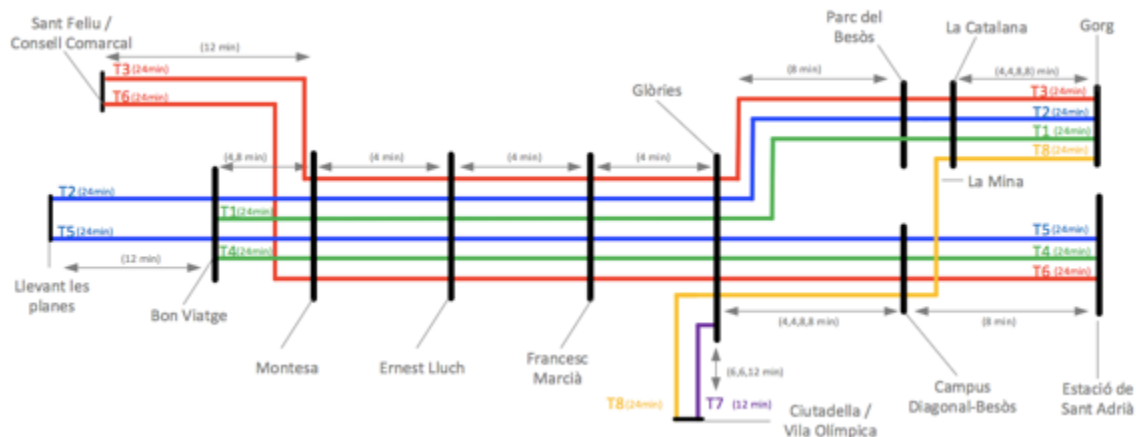 Sant Feliu /
Consell Comarcal
(12 min)
T3 (24min)
T6 (24min)
Parc del
Besòs
La Catalana
Gorg
(8 min)
(4,4,8,8) min)
Glòries
T3 (24min)
T2 (24min)
T1 (24min)
T8 (24min)
La Mina
(4,8 min)
(4 min)
(4 min)
(4 min)
T2 (24min)
T1 (24min)
T5 (24min)
T4 (24min)
T5 (24min)
T4 (24min)
T6 (24min)
(12 min)
Llevant les
planes
Bon Viatge
Montesa
Ernest Lluch
Francesc
Marcià
(4,4,8,8 min)
(8 min)
(6,6,12 min)
T8 (24min)
T7 (12 min)
Ciutadella /
Vila Olímpica
Campus
Diagonal-Besòs
Estació de
Sant Adrià